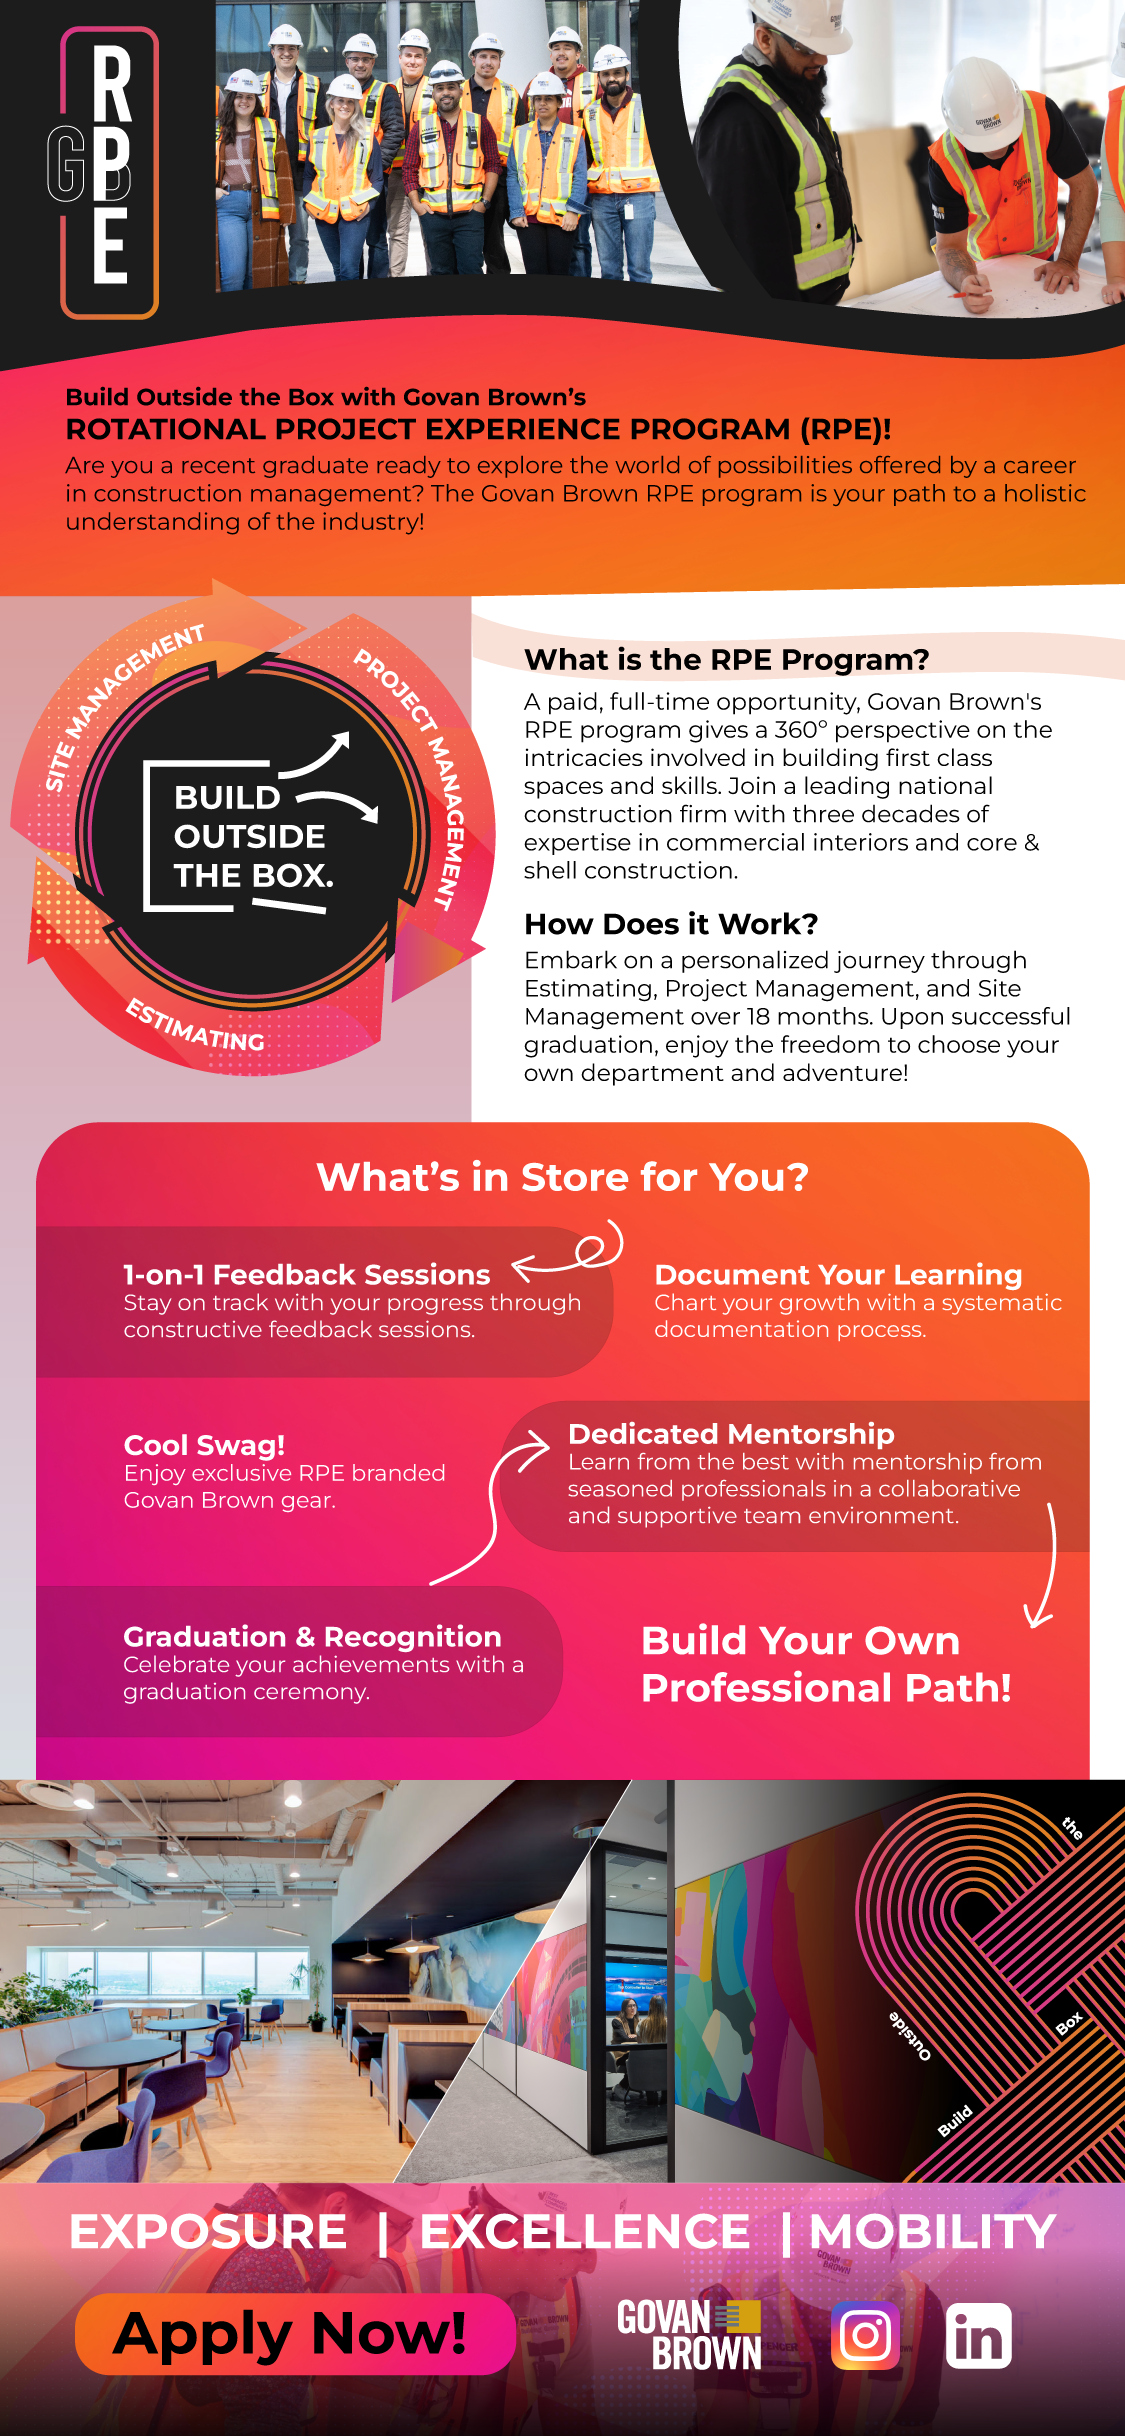 R
GB
P
E
Build Outside the Box with Govan Brown’s
ROTATIONAL PROJECT EXPERIENCE PROGRAM (RPE)!
Are you a recent graduate ready to explore the world of possibilities offered by a career
in construction management? The Govan Brown RPE program is your path to a holistic
understanding of the industry!
SITE MANAGEMENT
PROJECT MANAGEMENT
ESTIMATING
BUILD
OUTSIDE
THE BOX.
What is the RPE Program?
A paid, full-time opportunity, Govan Brown's
RPE program gives a 360º perspective on the
intricacies involved in building first class
spaces and skills. Join a leading national
construction firm with three decades of
expertise in commercial interiors and core &
shell construction.
How Does it Work?
Embark on a personalized journey through
Estimating, Project Management, and Site
Management over 18 months. Upon successful
graduation, enjoy the freedom to choose your
own department and adventure!
What’s in Store for You?
1-on-1 Feedback Sessions
Stay on track with your progress through
constructive feedback sessions.
Document Your Learning
Chart your growth with a systematic
documentation process.
Cool Swag!
Enjoy exclusive RPE branded
Govan Brown gear.
Dedicated Mentorship
Learn from the best with mentorship from
seasoned professionals in a collaborative
and supportive team environment.
Graduation & Recognition
Celebrate your achievements with a
graduation ceremony.
Build Your Own
Professional Path!
Build
Outside
the
Box
EXPOSURE | EXCELLENCE | MOBILITY
Apply Now!
GOVAN
BROWN
in